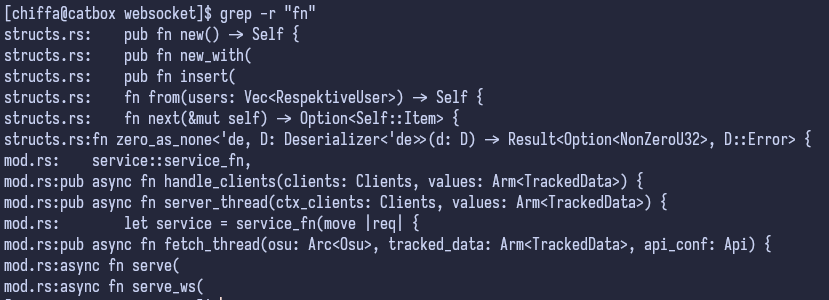 [chiffa@catbox websocket]$ grep -r "fn"
structs.rs:    pub fn new() -> Self {
structs.rs:    pub fn new_with(
structs.rs:    pub fn insert(
structs.rs:    fn from(users: Vec<RespektiveUser>) -> Self {
structs.rs:    fn next(&mut self) -> Option<Self::Item> {
structs.rs:fn zero_as_none<'de, D: Deserializer<'de>>(d: D) -> Result<Option<NonZeroU32>, D::Error> {
mod.rs:    service::service_fn,
mod.rs:pub async fn handle_clients(clients: Clients, values: Arm<TrackedData>) {
mod.rs:pub async fn server_thread(ctx_clients: Clients, values: Arm<TrackedData>) {
mod.rs:        let service = service_fn(move |req| {
mod.rs:pub async fn fetch_thread(osu: Arc<Osu>, tracked_data: Arm<TrackedData>, api_conf: Api) {
mod.rs:async fn serve(
mod.rs:async fn serve_ws(